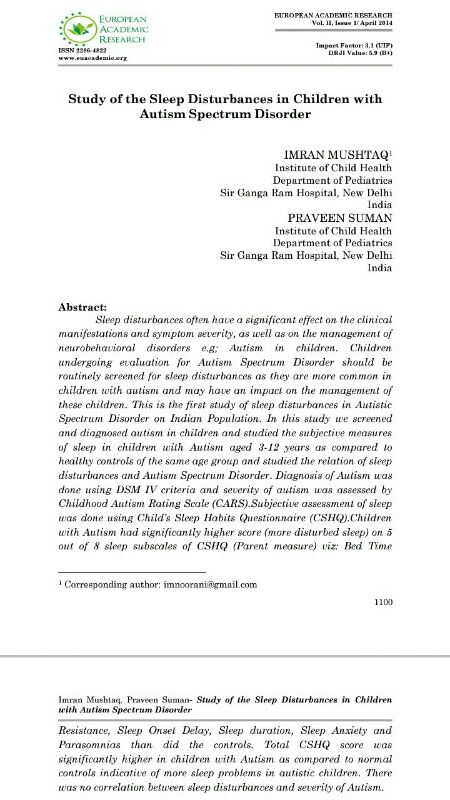 EUROPEAN
ACADEMIC
RESEARCH
ISSN 2286-4822
www.euacademic.org
EUROPEAN ACADEMIC RESEARCH
Vol. II, Issue 1/ April 2014
Impact Factor: 3.1 (UIF)
DRJI Value: 5.9 (B+)
Study of the Sleep Disturbances in Children with
Autism Spectrum Disorder
IMRAN MUSHTAQ¹
Institute of Child Health
Department of Pediatrics
Sir Ganga Ram Hospital, New Delhi
India
PRAVEEN SUMAN
Institute of Child Health
Department of Pediatrics
Sir Ganga Ram Hospital, New Delhi
India
Abstract:
Sleep disturbances often have a significant effect on the clinical
manifestations and symptom severity, as well as on the management of
neurobehavioral disorders e.g; Autism in children. Children
undergoing evaluation for Autism Spectrum Disorder should be
routinely screened for sleep disturbances as they are more common in
children with autism and may have an impact on the management of
these children. This is the first study of sleep disturbances in Autistic
Spectrum Disorder on Indian Population. In this study we screened
and diagnosed autism in children and studied the subjective measures
of sleep in children with Autism aged 3-12 years as compared to
healthy controls of the same age group and studied the relation of sleep
disturbances and Autism Spectrum Disorder. Diagnosis of Autism was
done using DSM IV criteria and severity of autism was assessed by
Childhood Autism Rating Scale (CARS).Subjective assessment of sleep
was done using Child's Sleep Habits Questionnaire (CSHQ).Children
with Autism had significantly higher score (more disturbed sleep) on 5
out of 8 sleep subscales of CSHQ (Parent measure) viz: Bed Time
¹ Corresponding author: imnoorani@gmail.com
1100
Imran Mushtaq, Praveen Suman- Study of the Sleep Disturbances in Children
with Autism Spectrum Disorder
Resistance, Sleep Onset Delay, Sleep duration, Sleep Anxiety and
Parasomnias than did the controls. Total CSHQ score was
significantly higher in children with Autism as compared to normal
controls indicative of more sleep problems in autistic children. There
was no correlation between sleep disturbances and severity of Autism.